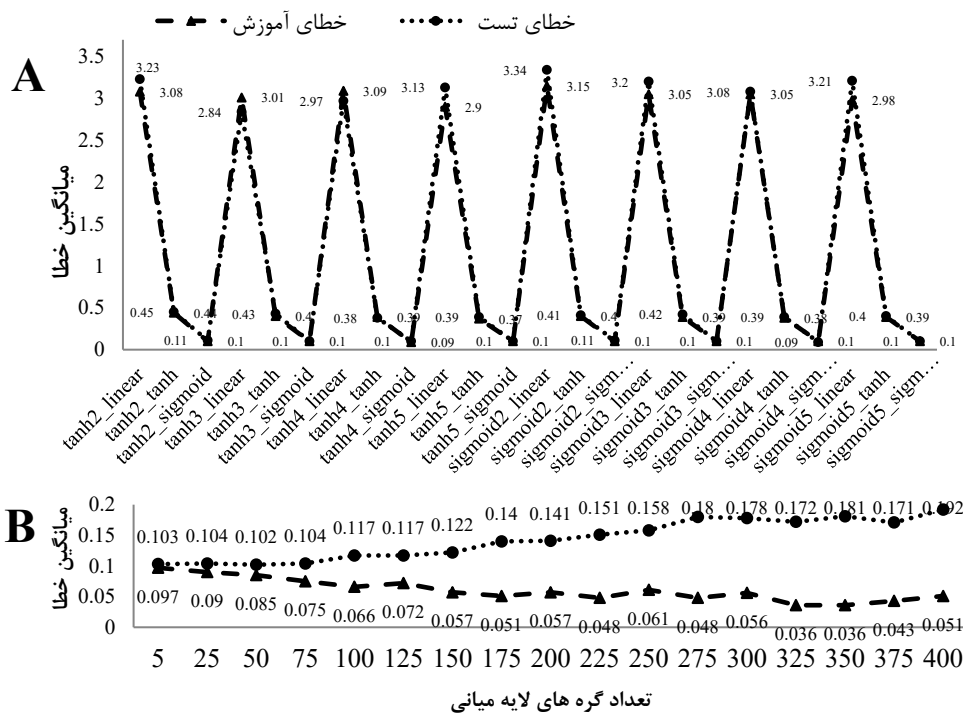 خطای تست
خطای آموزش
A
میانگین خطا
3.5
3
2.5
2
1.5
1
0.5
0
3.23 3.08 2.84 3.01 2.97 3.09 3.13 2.9 3.34 3.15 3.2 3.05 3.08 3.05 3.21 2.98
0.45 0.44 0.43 0.4 0.38 0.39 0.39 0.37 0.41 0.4 0.42 0.39 0.39 0.38 0.4 0.39
0.11 0.1 0.1 0.1 0.1 0.09 0.1 0.1 0.11 0.1 0.1 0.1 0.09 0.1 0.1 0.1
tanh2_linear
tanh2_tanh
tanh2_sigmoid
tanh3_linear
tanh3_tanh
tanh3_sigmoid
tanh4_linear
tanh4_tanh
tanh4_sigmoid
tanh5_linear
tanh5_tanh
tanh5_sigmoid
sigmoid2_linear
sigmoid2_tanh
sigmoid2_sigm...
sigmoid3_linear
sigmoid3_tanh
sigmoid3_sigm...
sigmoid4_linear
sigmoid4_tanh
sigmoid4_sigm...
sigmoid5_linear
sigmoid5_tanh
sigmoid5_sigm...
B
میانگین خطا
0.2
0.15
0.1
0.05
0
0.103 0.104 0.102 0.104 0.117 0.117 0.122 0.14 0.141 0.151 0.158 0.18 0.178 0.172 0.181 0.171 0.192
0.097 0.09 0.085 0.075 0.066 0.072 0.057 0.051 0.057 0.048 0.061 0.048 0.056 0.036 0.036 0.043 0.051
5 25 50 75 100 125 150 175 200 225 250 275 300 325 350 375 400
تعداد گره های لایه میانی